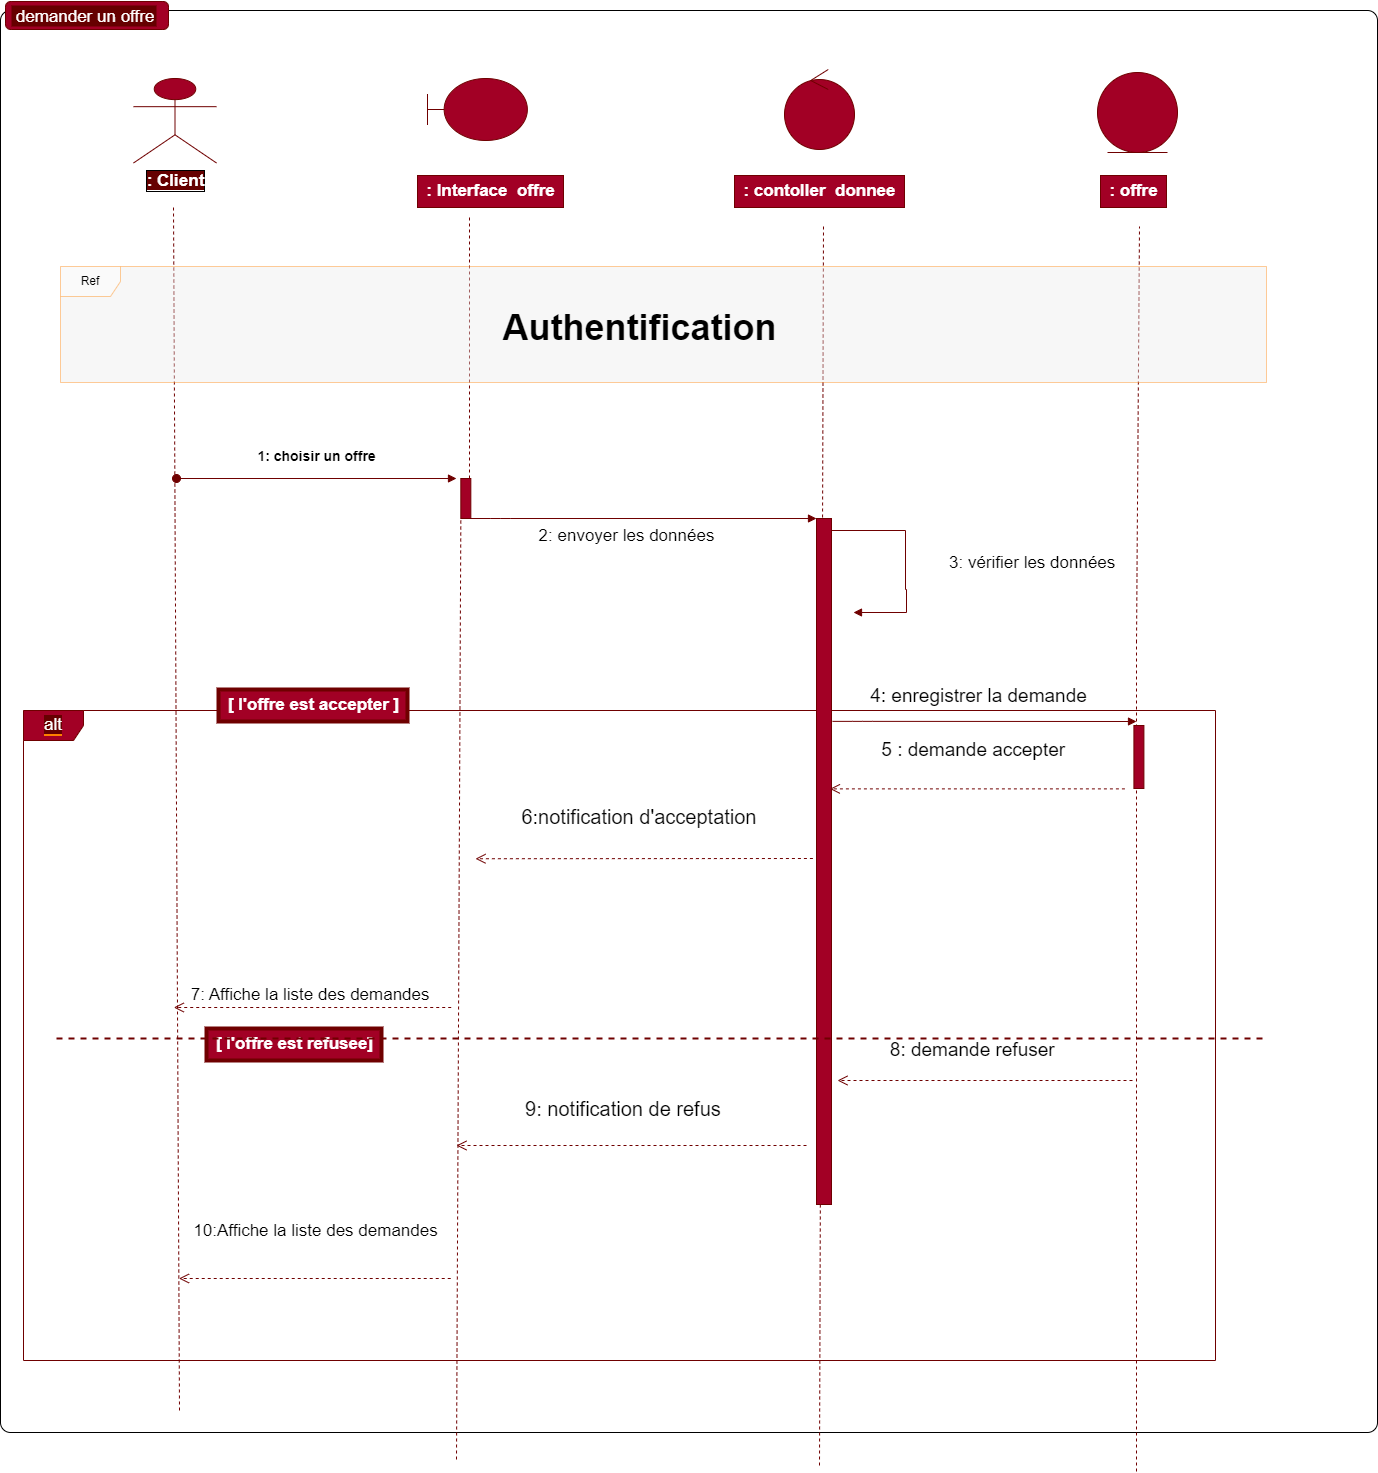 demander un offre
: Client
: Interface offre
: contoller donnee
: offre
Ref
Authentification
1: choisir un offre
2: envoyer les données
3: vérifier les données
[ l'offre est accepter ]
4: enregistrer la demande
alt
5 : demande accepter
6:notification d'acceptation
7: Affiche la liste des demandes
[ l'offre est refusee]
8: demande refuser
9: notification de refus
10:Affiche la liste des demandes